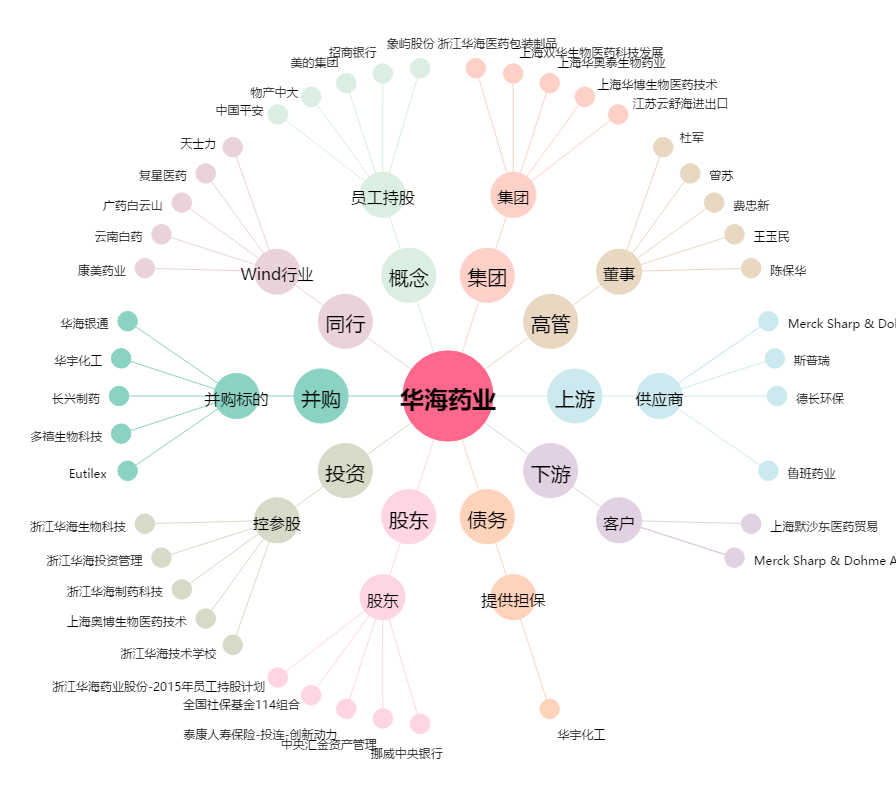 象屿股份
浙江华海医药包装制品
招商银行
上海双华生物医药科技发展
美的集团
上海华奥泰生物药业
物产中大
上海华博生物医药技术
中国平安
江苏云舒海进出口
天士力
杜军
复星医药
曾苏
员工持股
集团
广药白云山
费忠新
云南白药
王玉民
康美药业
Wind行业
概念
集团
董事
陈保华
华海银通
同行
高管
Merck Sharp & Dol
华宇化工
斯普瑞
长兴制药
并购标的
并购
华海药业
上游
供应商
德长环保
多禧生物科技
Eutilex
投资
下游
鲁班药业
浙江华海生物科技
控参股
股东
债务
客户
上海默沙东医药贸易
浙江华海投资管理
Merck Sharp & Dohme A
浙江华海制药科技
股东
提供担保
上海奥博生物医药技术
浙江华海技术学校
浙江华海药业股份-2015年员工持股计划
全国社保基金114组合
泰康人寿保险-投连-创新动力
华宇化工
中央汇金资产管理
挪威中央银行